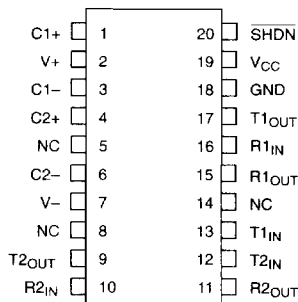 C1+ 1 20 SHDN
V+ 2 19 VCC
C1− 3 18 GND
C2+ 4 17 T1OUT
NC 5 16 R1IN
C2− 6 15 R1OUT
V− 7 14 NC
NC 8 13 T1IN
T2OUT 9 12 T2IN
R2IN 10 11 R2OUT